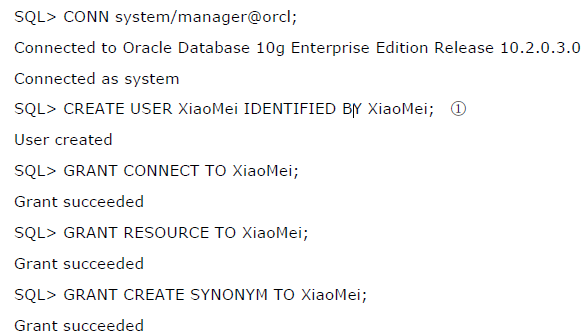 SQL> CONN system/manager@orcl;
Connected to Oracle Database 10g Enterprise Edition Release 10.2.0.3.0
Connected as system
SQL> CREATE USER XiaoMei IDENTIFIED BY XiaoMei; ①
User created
SQL> GRANT CONNECT TO XiaoMei;
Grant succeeded
SQL> GRANT RESOURCE TO XiaoMei;
Grant succeeded
SQL> GRANT CREATE SYNONYM TO XiaoMei;
Grant succeeded